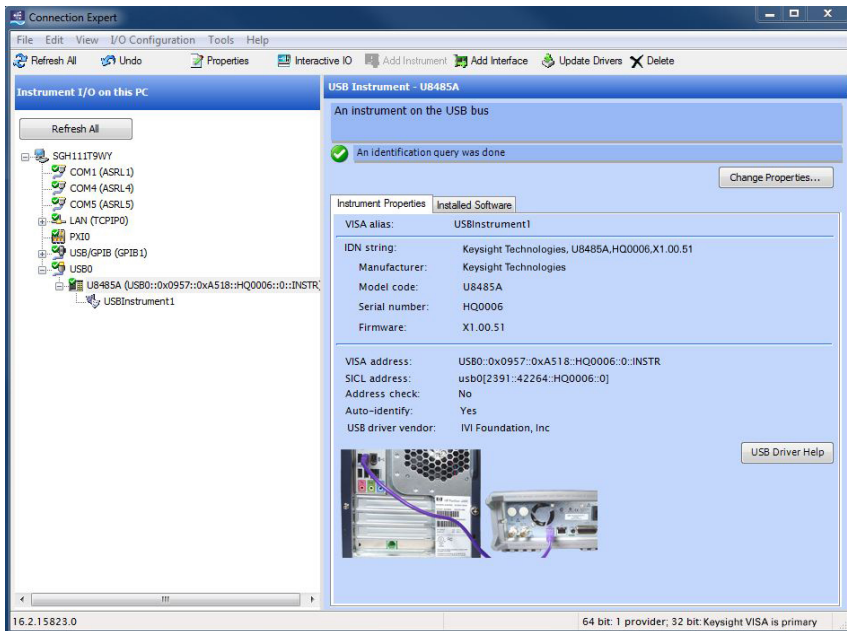 Connection Expert
File Edit View I/O Configuration Tools Help
Refresh All Undo Properties Interactive IO Add Instrument Add Interface Update Drivers Delete
Instrument I/O on this PC
Refresh All
SGH111T9WY
COM1 (ASRL1)
COM4 (ASRL4)
COM5 (ASRL5)
LAN (TCPIP0)
PXI0
USB/GPIB (GPIB1)
USB0
U8485A (USB0::0x0957::0xA518::HQ0006::0::INSTR
USBInstrument1
USB Instrument - U8485A
An instrument on the USB bus
An identification query was done
Change Properties...
Instrument Properties Installed Software
VISA alias: USBInstrument1
IDN string: Keysight Technologies, U8485A,HQ0006,X1.00.51
Manufacturer: Keysight Technologies
Model code: U8485A
Serial number: HQ0006
Firmware: X1.00.51
VISA address: USB0::0x0957::0xA518::HQ0006::0::INSTR
SICL address: usb0[2391::42264::HQ0006::0]
Address check: No
Auto-identify: Yes
USB driver vendor: IVI Foundation, Inc
USB Driver Help
16.2.15823.0
64 bit: 1 provider; 32 bit: Keysight VISA is primary